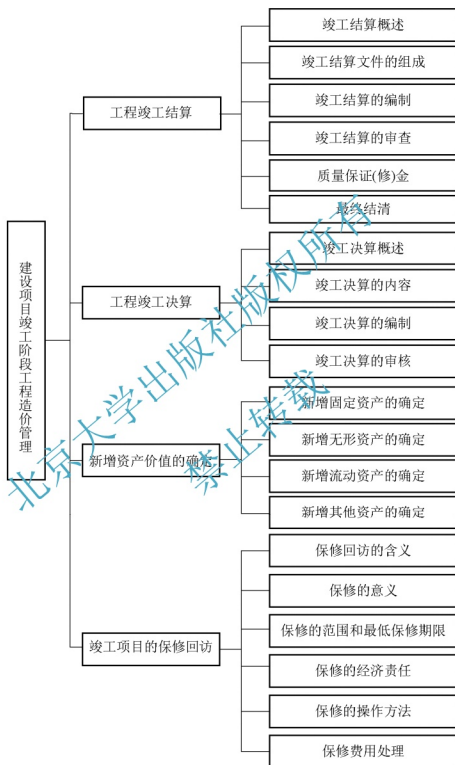 建设项目竣工阶段工程造价管理
工程竣工结算
竣工结算概述
竣工结算文件的组成
竣工结算的编制
竣工结算的审查
质量保证(修)金
最终结清
工程竣工决算
竣工决算概述
竣工决算的内容
竣工决算的编制
竣工决算的审核
新增资产价值的确定
新增固定资产的确定
新增无形资产的确定
新增流动资产的确定
新增其他资产的确定
竣工项目的保修回访
保修回访的含义
保修的意义
保修的范围和最低保修期限
保修的经济责任
保修的操作方法
保修费用处理
北京大学出版社版权所有
禁止转载